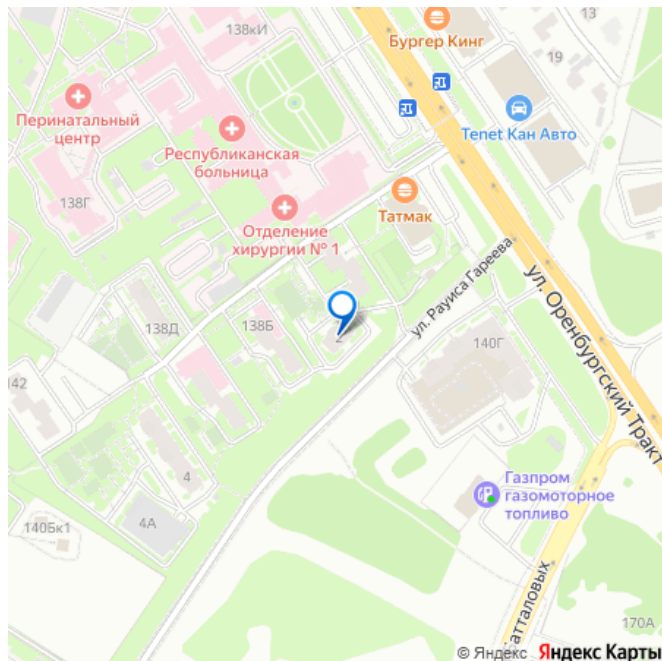 138кИ
13
Бургер Кинг
19
Перинатальный
центр
Республиканская
больница
Tenet Кан Авто
138Г
Отделение
хирургии № 1
Татмак
ул. Рауиса Гареева
ул. Оренбургский Тракт
138Д
138Б
2
140Г
142
4
4А
Газпром
газомоторное
топливо
140Бк1
атталовых
170А
© Яндекс Яндекс Карты